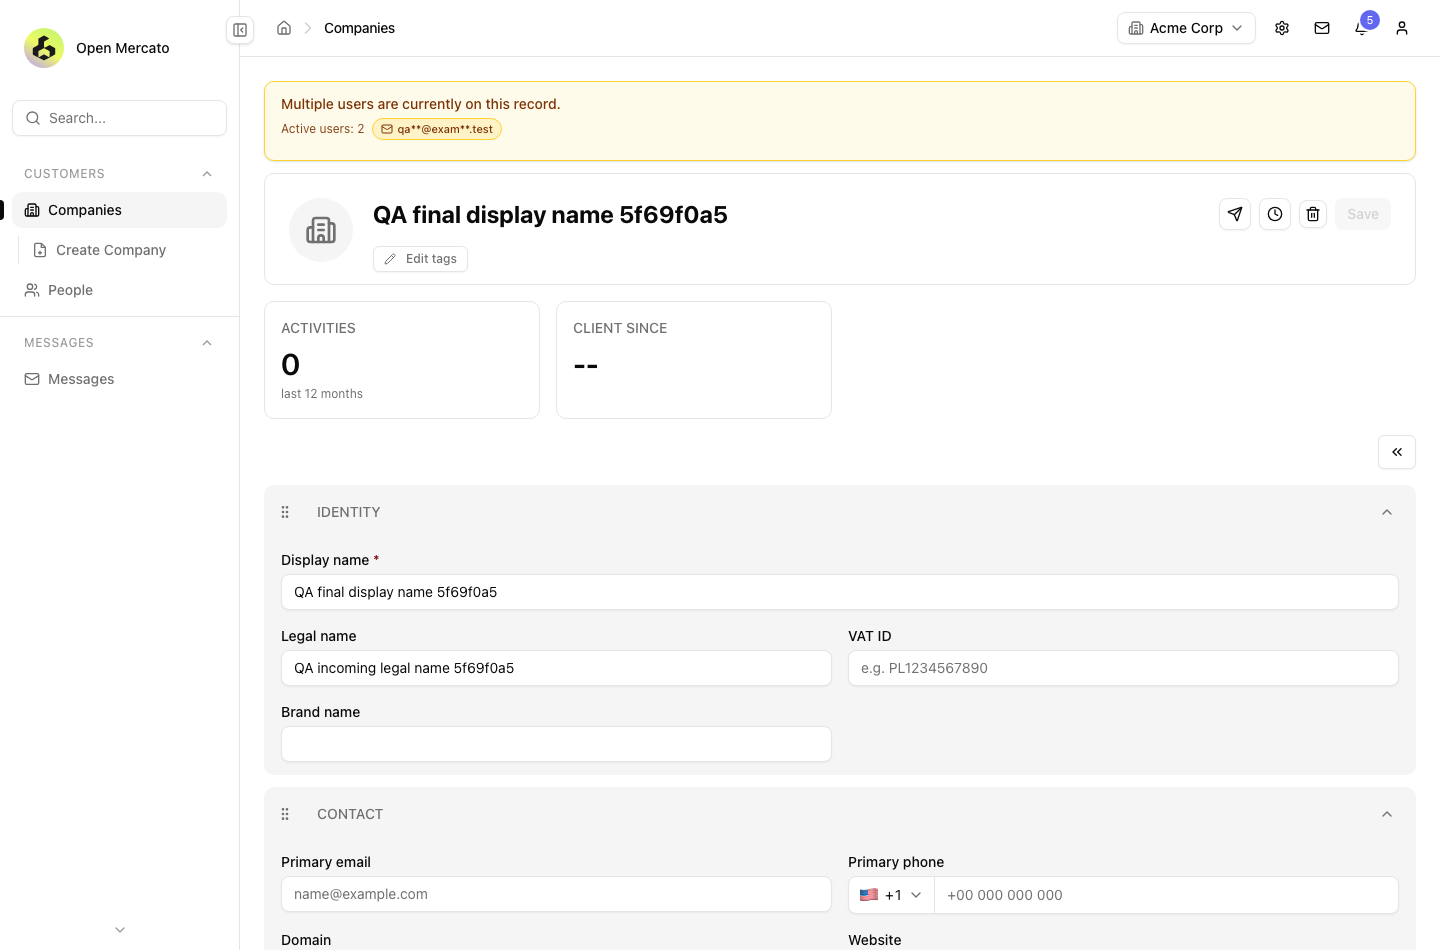 Open Mercato
Search...
CUSTOMERS
Companies
Create Company
People
MESSAGES
Messages
Companies
Acme Corp
5
Multiple users are currently on this record.
Active users: 2 qa**@exam**.test
QA final display name 5f69f0a5
Edit tags
Save
ACTIVITIES
0
last 12 months
CLIENT SINCE
--
IDENTITY
Display name *
QA final display name 5f69f0a5
Legal name
QA incoming legal name 5f69f0a5
VAT ID
e.g. PL1234567890
Brand name
CONTACT
Primary email
name@example.com
Primary phone
+1 +00 000 000 000
Domain
Website